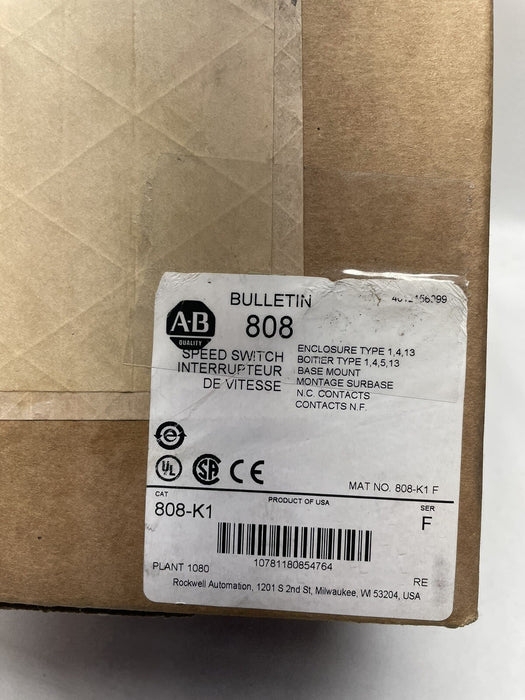 BULLETIN
808
A-B
QUALITY
SPEED SWITCH
INTERRUPTEUR
DE VITESSE
ENCLOSURE TYPE 1,4,13
BOITIER TYPE 1,4,5,13
BASE MOUNT
MONTAGE SURBASE
N.C. CONTACTS
CONTACTS N.F.
e
UL
SA
CE
MAT NO. 808-K1 F
CAT
PRODUCT OF USA
SER
808-K1
F
10781180854764
PLANT 1080
RE
Rockwell Automation, 1201 S 2nd St, Milwaukee, WI 53204, USA